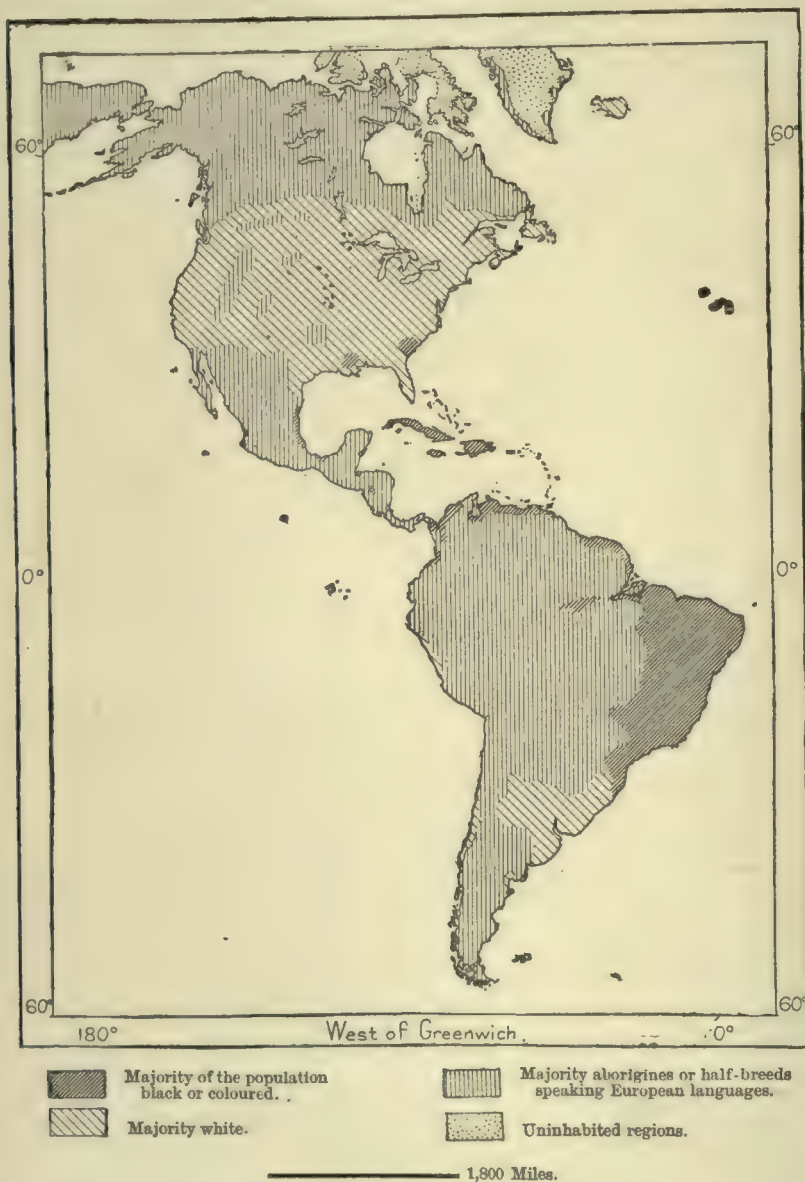 60°
60°
0°
0°
60°
60°
180°
West of Greenwich.
0°
Majority of the population
black or coloured.
Majority aborigines or half-breeds
speaking European languages.
Majority white.
Uninhabited regions.
1,800 Miles.